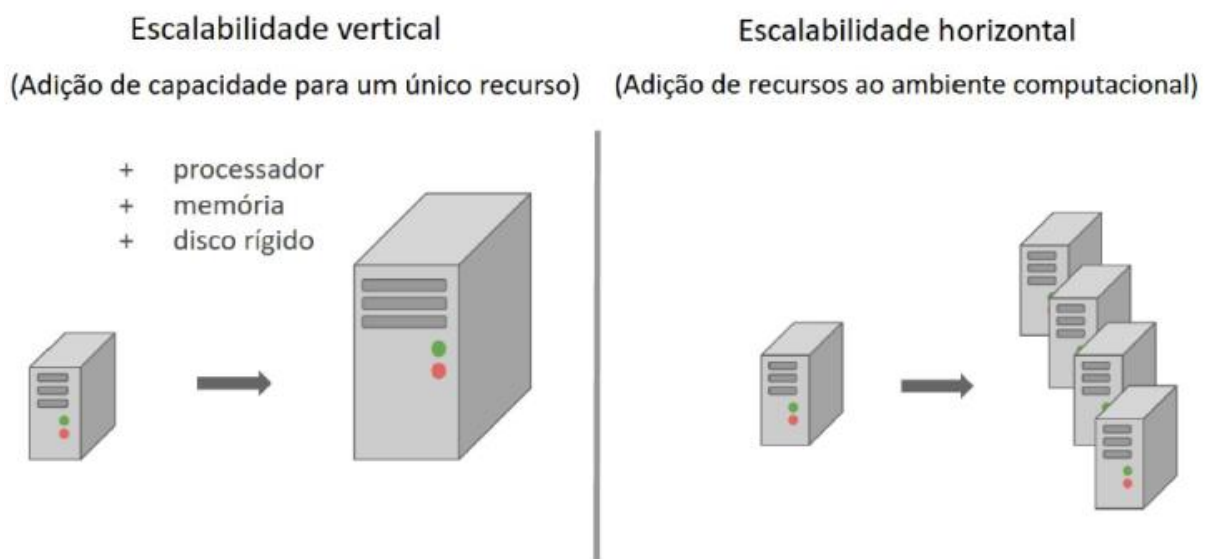 Escalabilidade vertical
(Adição de capacidade para um único recurso)
+ processador
+ memória
+ disco rígido
Escalabilidade horizontal
(Adição de recursos ao ambiente computacional)